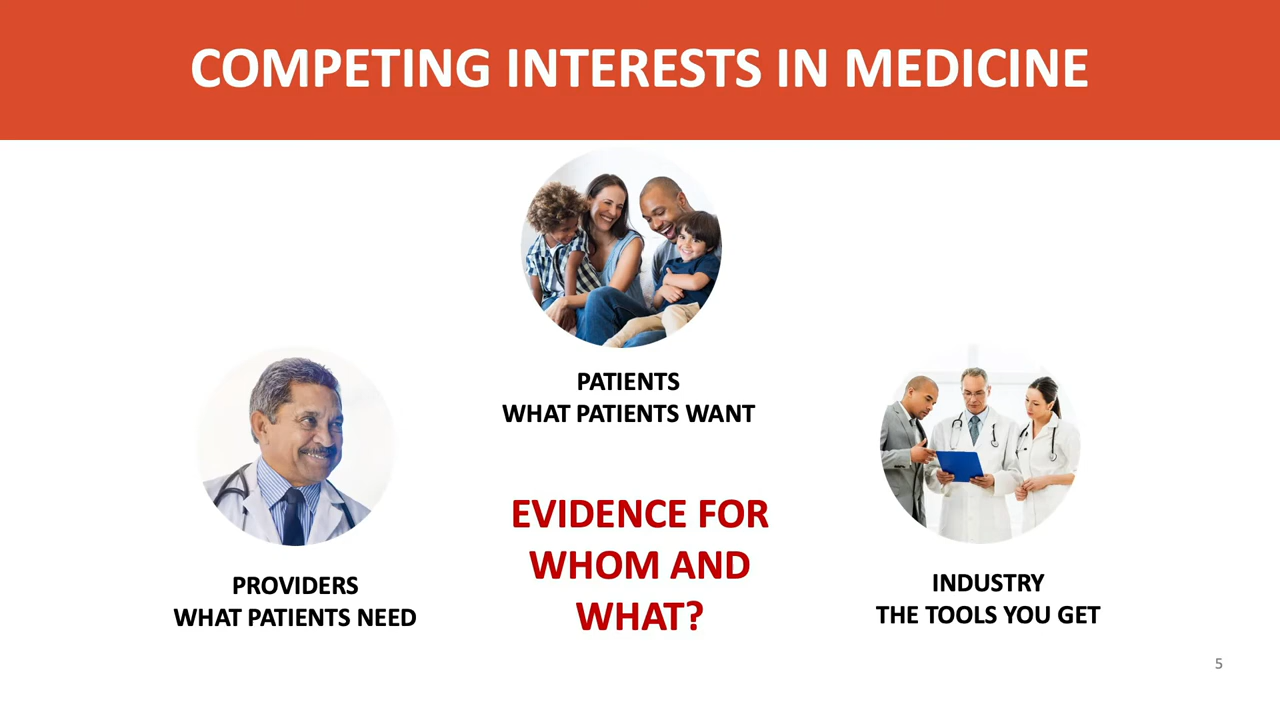 COMPETING INTERESTS IN MEDICINE
PATIENTS
WHAT PATIENTS WANT
EVIDENCE FOR
WHOM AND
WHAT?
PROVIDERS
WHAT PATIENTS NEED
INDUSTRY
THE TOOLS YOU GET
5